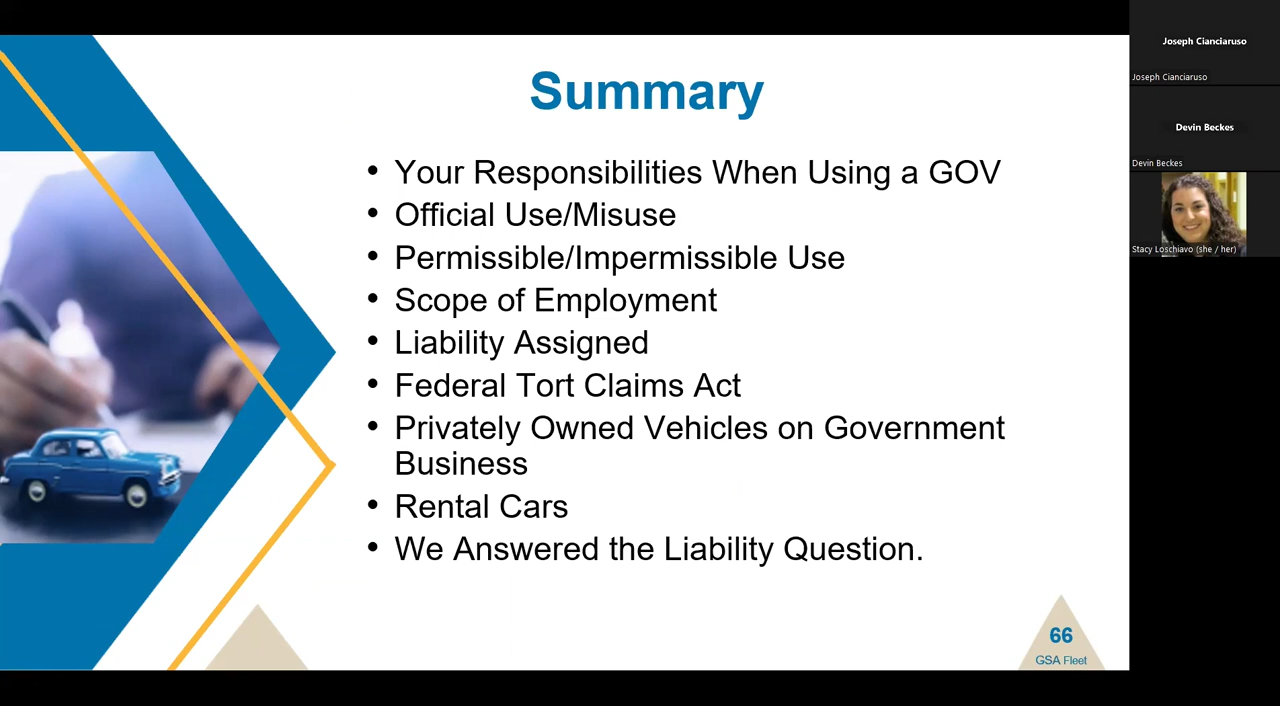 Summary
• Your Responsibilities When Using a GOV
• Official Use/Misuse
• Permissible/Impermissible Use
• Scope of Employment
• Liability Assigned
• Federal Tort Claims Act
• Privately Owned Vehicles on Government
Business
• Rental Cars
• We Answered the Liability Question.
66
GSA Fleet
Joseph Cianciaruso
Joseph Cianciaruso
Devin Beckes
Devin Beckes
Stacy Loschiavo (she / her)